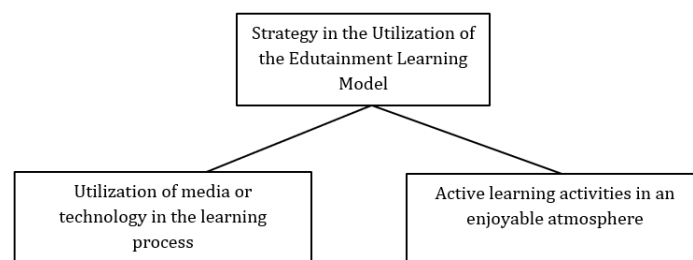 Strategy in the Utilization of
the Edutainment Learning
Model
Utilization of media or
technology in the learning
process
Active learning activities in an
enjoyable atmosphere